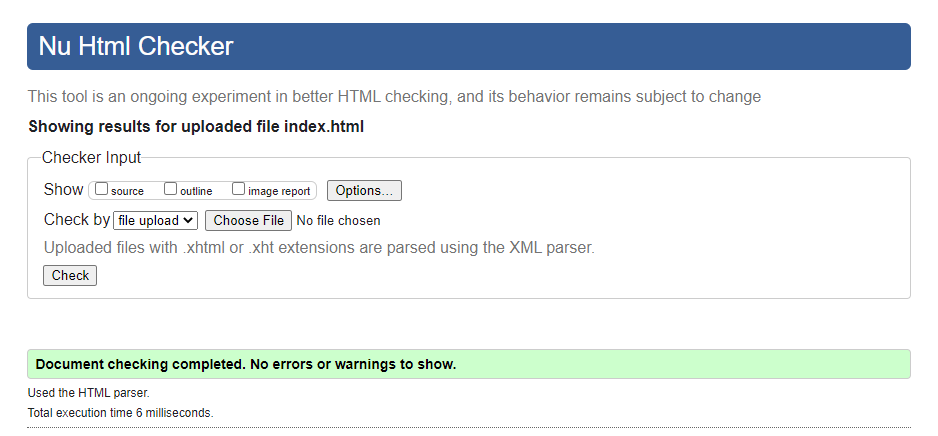 Nu Html Checker
This tool is an ongoing experiment in better HTML checking, and its behavior remains subject to change
Showing results for uploaded file index.html
Checker Input
Show source outline image report Options...
Check by file upload Choose File No file chosen
Uploaded files with .xhtml or .xht extensions are parsed using the XML parser.
Check
Document checking completed. No errors or warnings to show.
Used the HTML parser.
Total execution time 6 milliseconds.